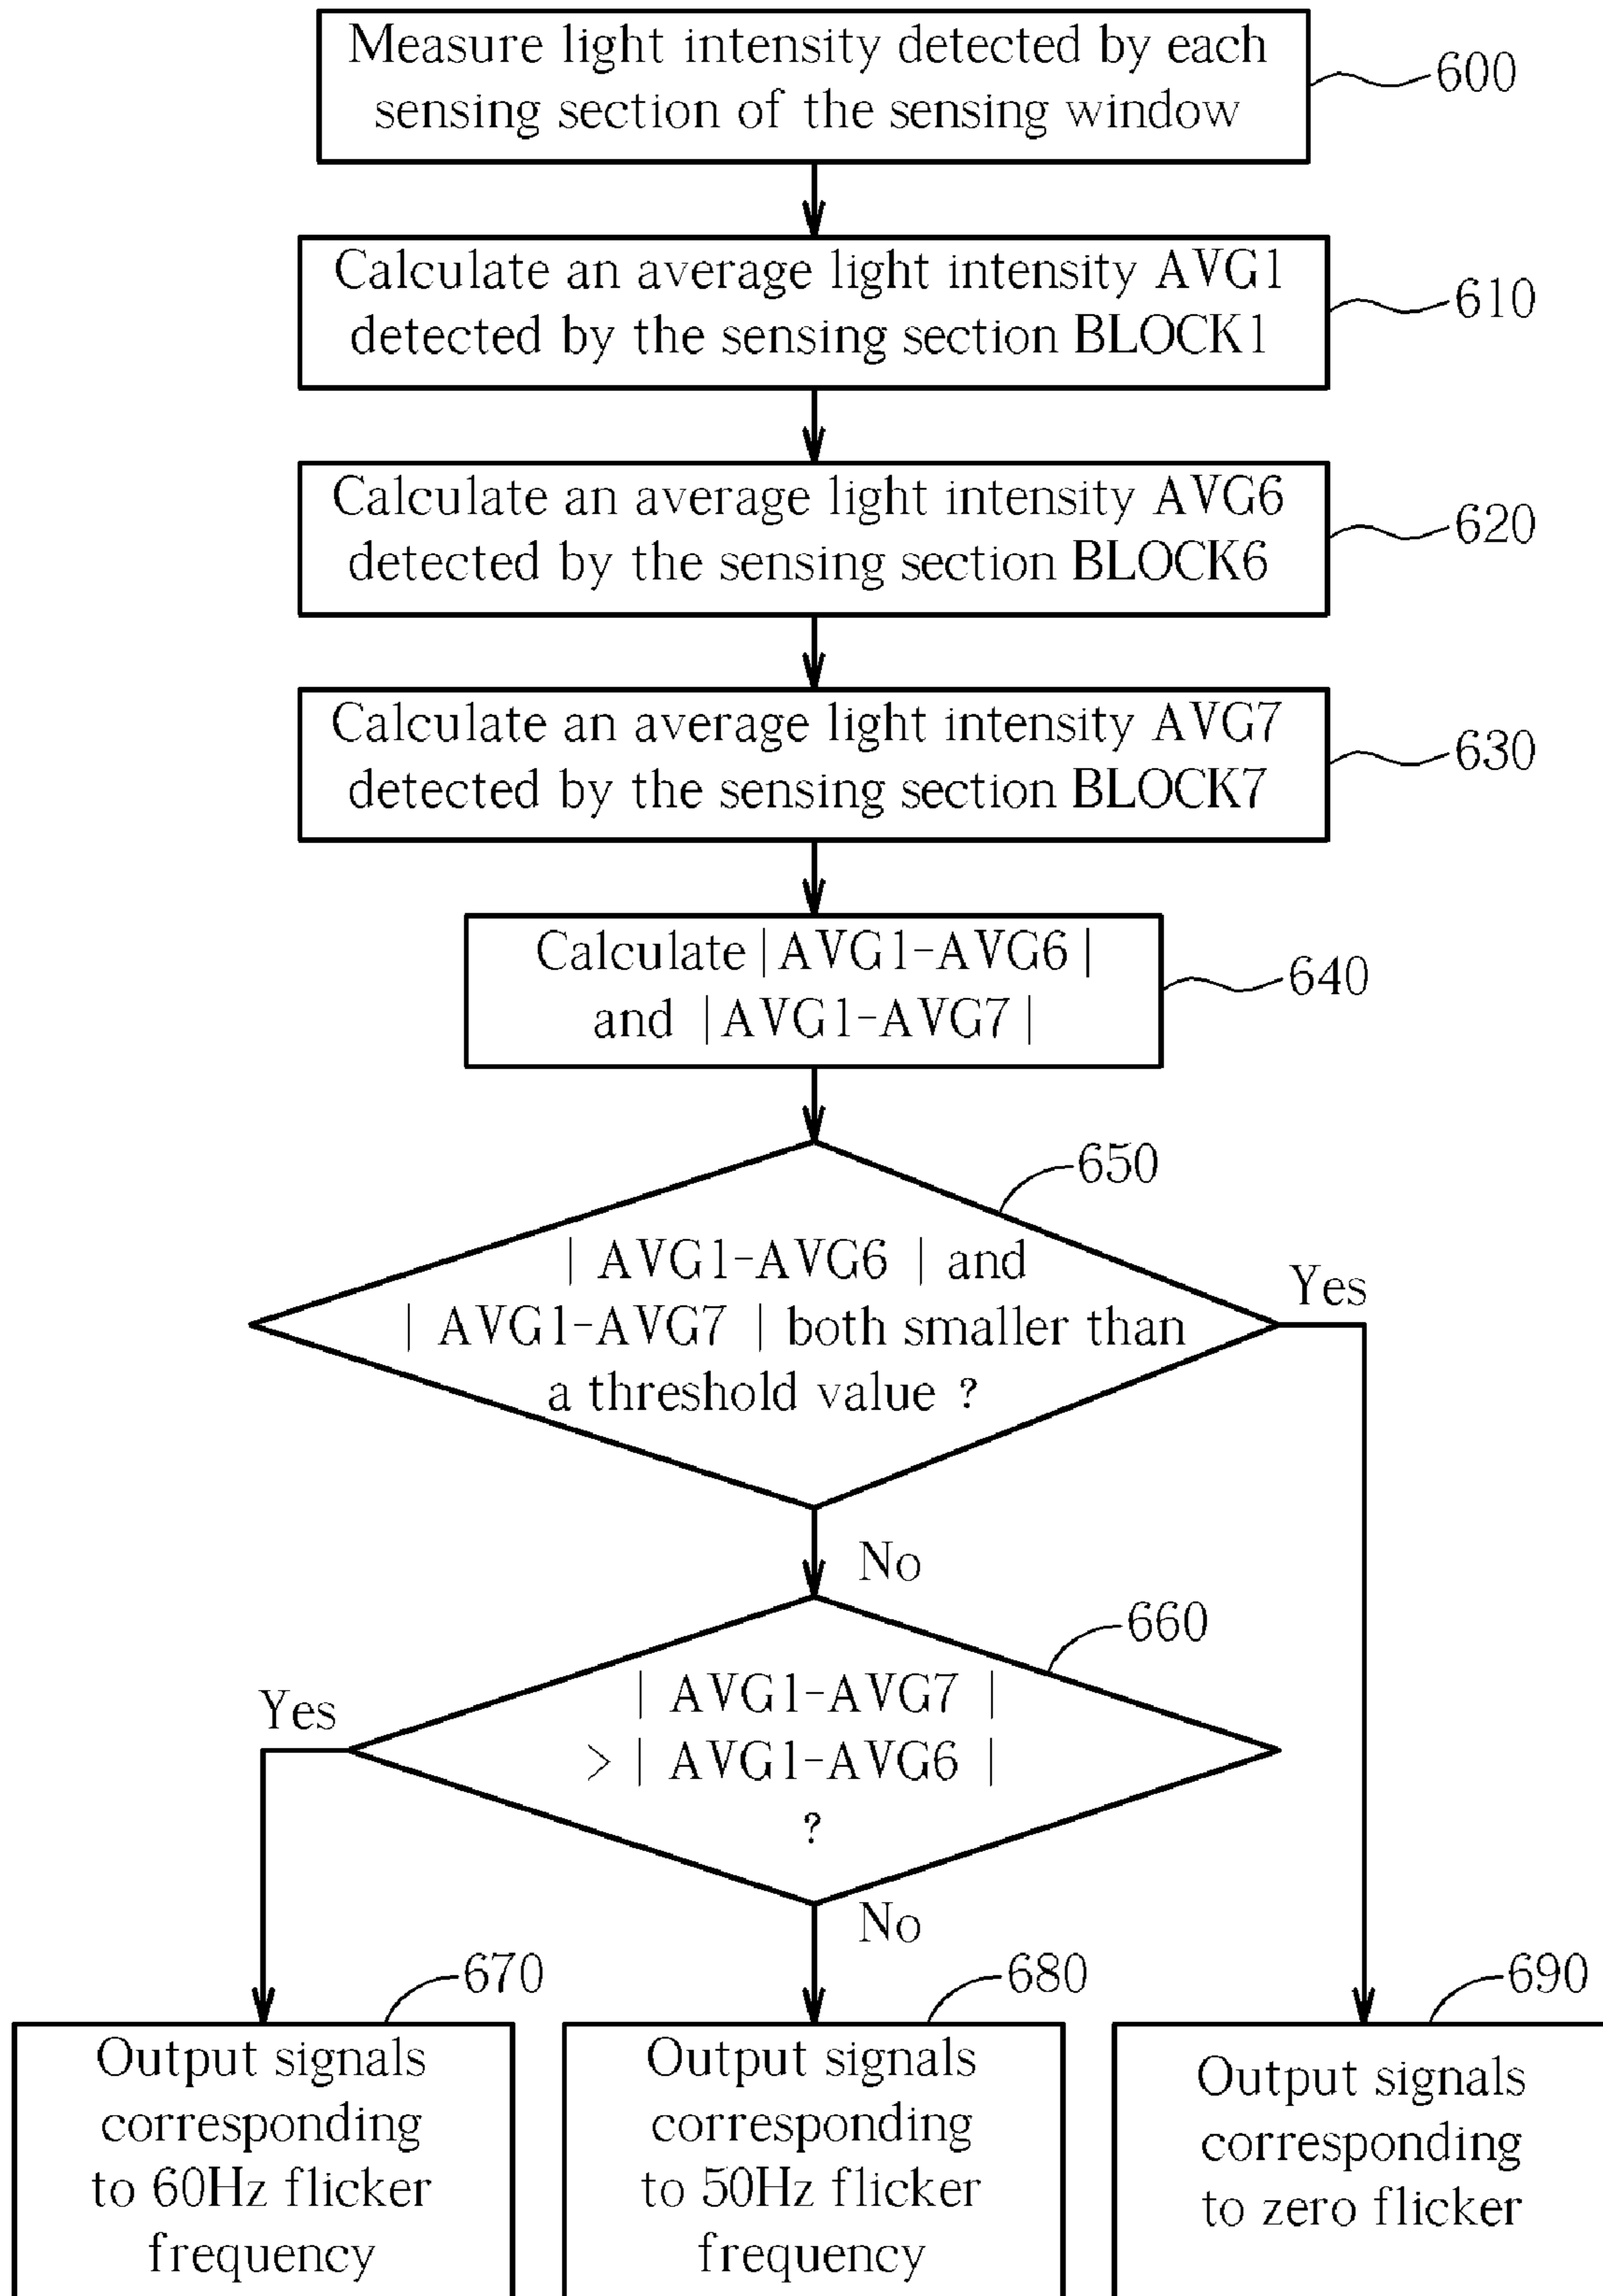 Measure light intensity detected by each
sensing section of the sensing window
600
Calculate an average light intensity AVG1
detected by the sensing section BLOCK1
610
Calculate an average light intensity AVG6
detected by the sensing section BLOCK6
620
Calculate an average light intensity AVG7
detected by the sensing section BLOCK7
630
Calculate |AVG1-AVG6|
and |AVG1-AVG7|
640
650
| AVG1-AVG6 | and
| AVG1-AVG7 | both smaller than
a threshold value ?
Yes
No
660
| AVG1-AVG7 |
> | AVG1-AVG6 |
?
Yes
No
670
Output signals
corresponding
to 60Hz flicker
frequency
680
Output signals
corresponding
to 50Hz flicker
frequency
690
Output signals
corresponding
to zero flicker